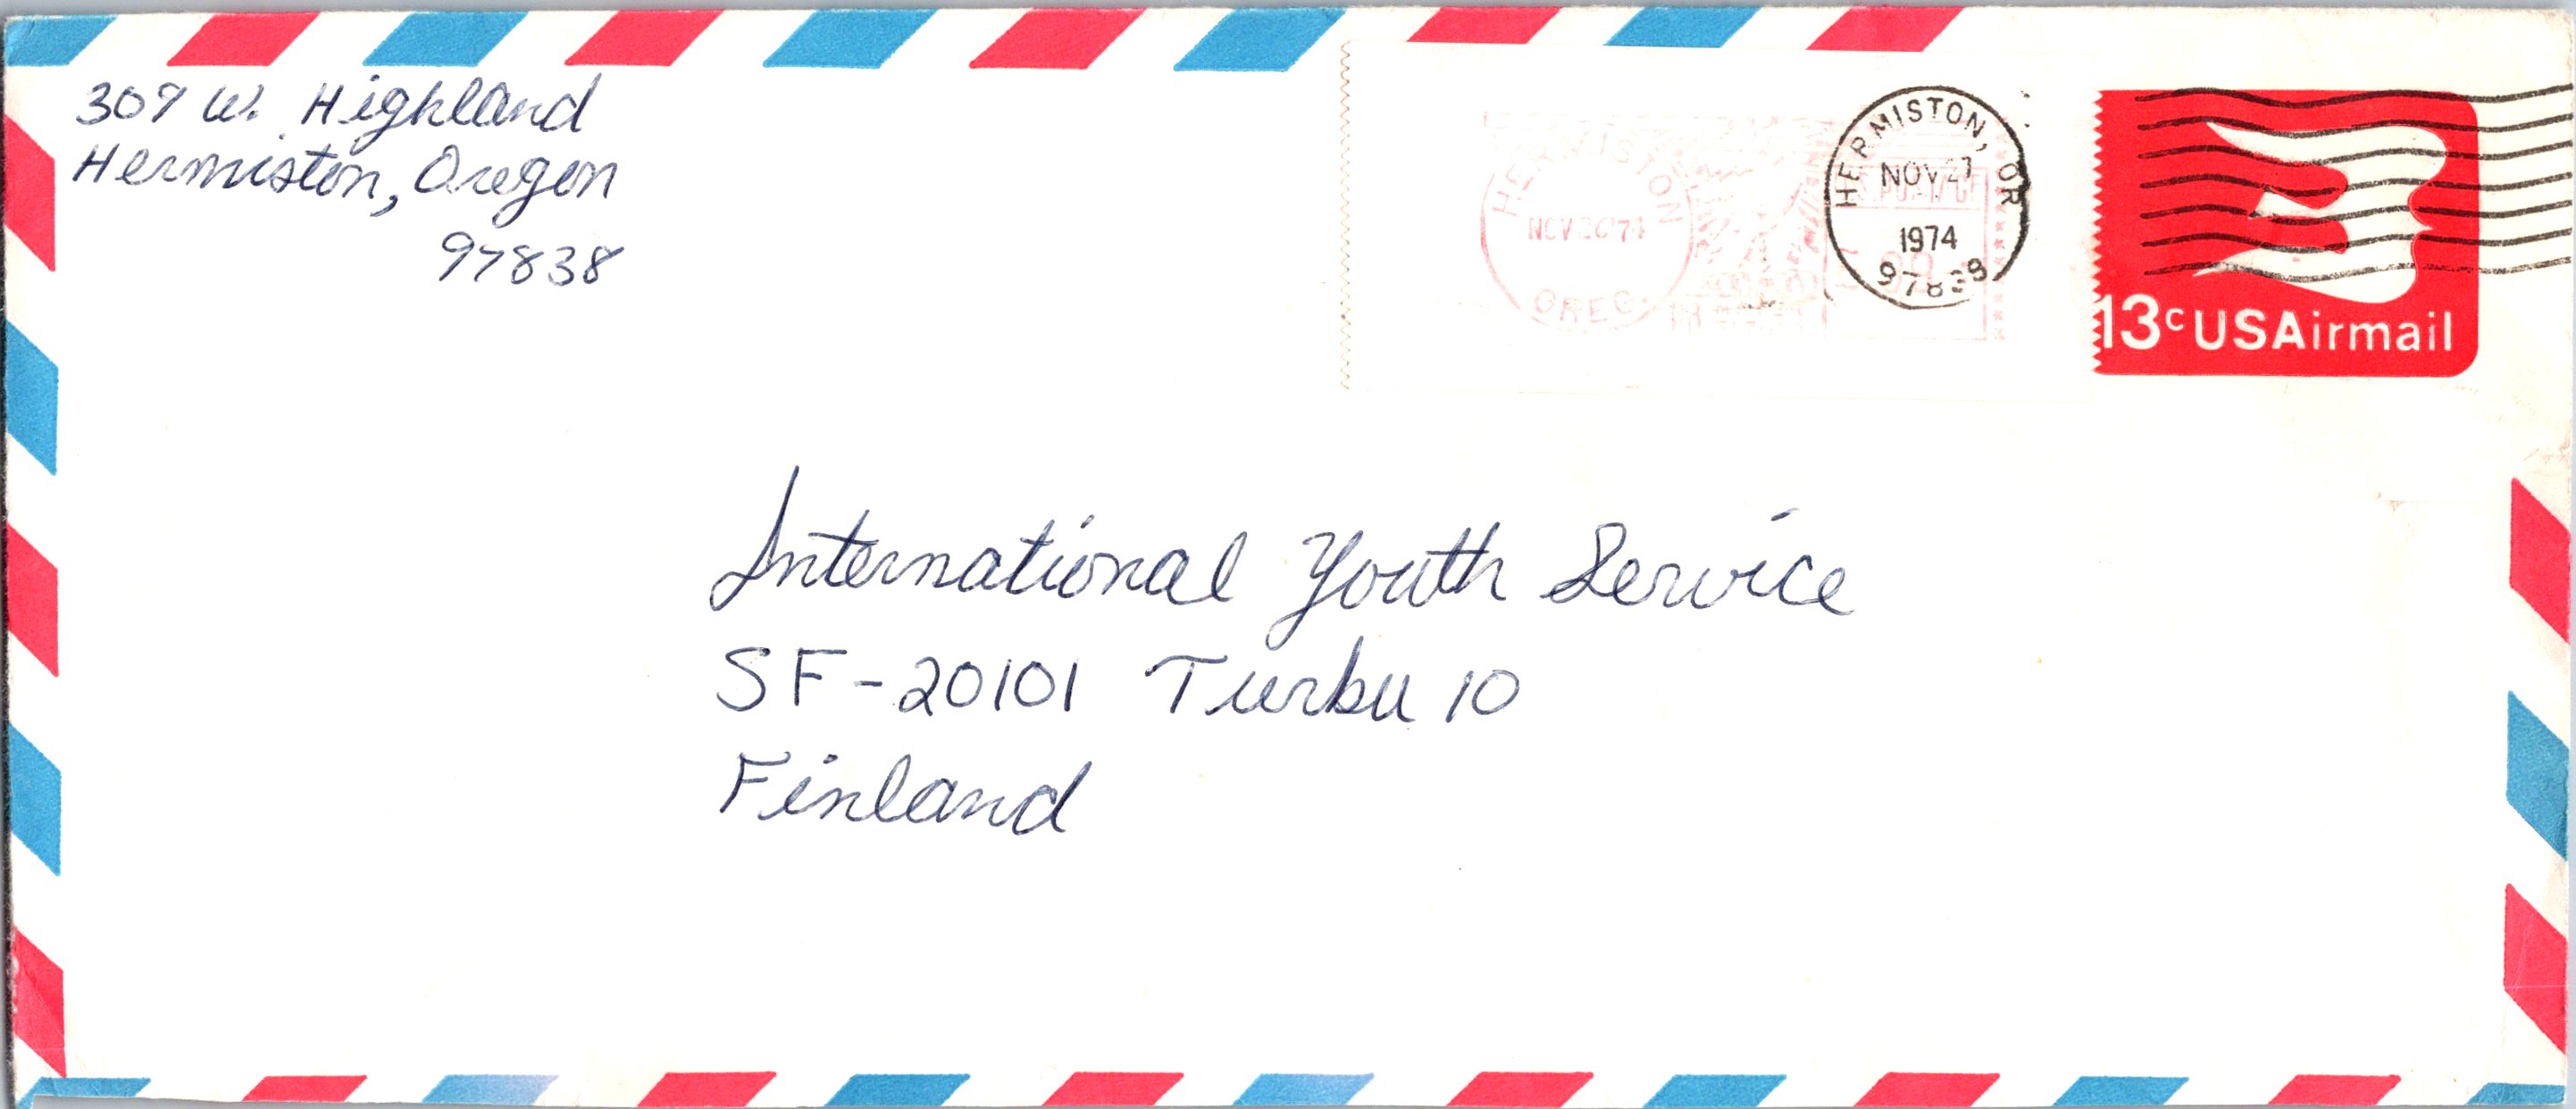 309 W. Highland
Hermiston, Oregon
97838
HERMISTON
NOV 26 '74
OREG.
HERMISTON, OR
NOV 27
1974
97838
13c USAirmail
International Youth Service
SF-20101 Turku 10
Finland